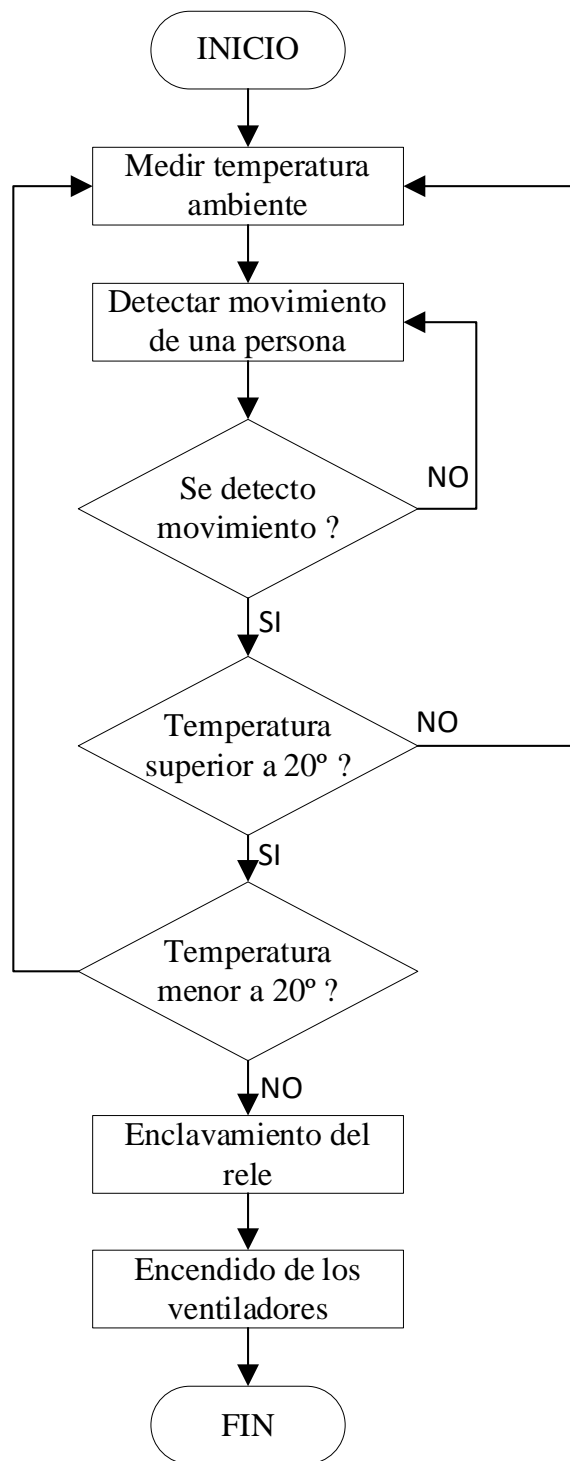 INICIO
Medir temperatura
ambiente
Detectar movimiento
de una persona
Se detecto
movimiento ?
NO
SI
Temperatura
superior a 20º ?
NO
SI
Temperatura
menor a 20º ?
NO
Enclavamiento del
rele
Encendido de los
ventiladores
FIN